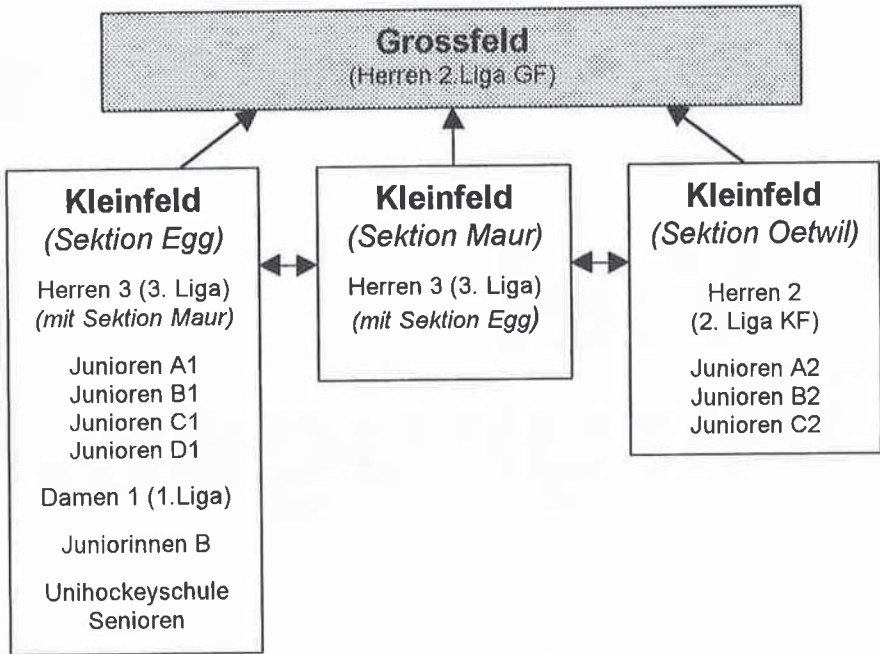 Grossfeld
(Herren 2.Liga GF)
Kleinfeld
(Sektion Egg)
Herren 3 (3. Liga)
(mit Sektion Maur)
Junioren A1
Junioren B1
Junioren C1
Junioren D1
Damen 1 (1.Liga)
Juniorinnen B
Unihockeyschule
Senioren
Kleinfeld
(Sektion Maur)
Herren 3 (3. Liga)
(mit Sektion Egg)
Kleinfeld
(Sektion Oetwil)
Herren 2
(2. Liga KF)
Junioren A2
Junioren B2
Junioren C2